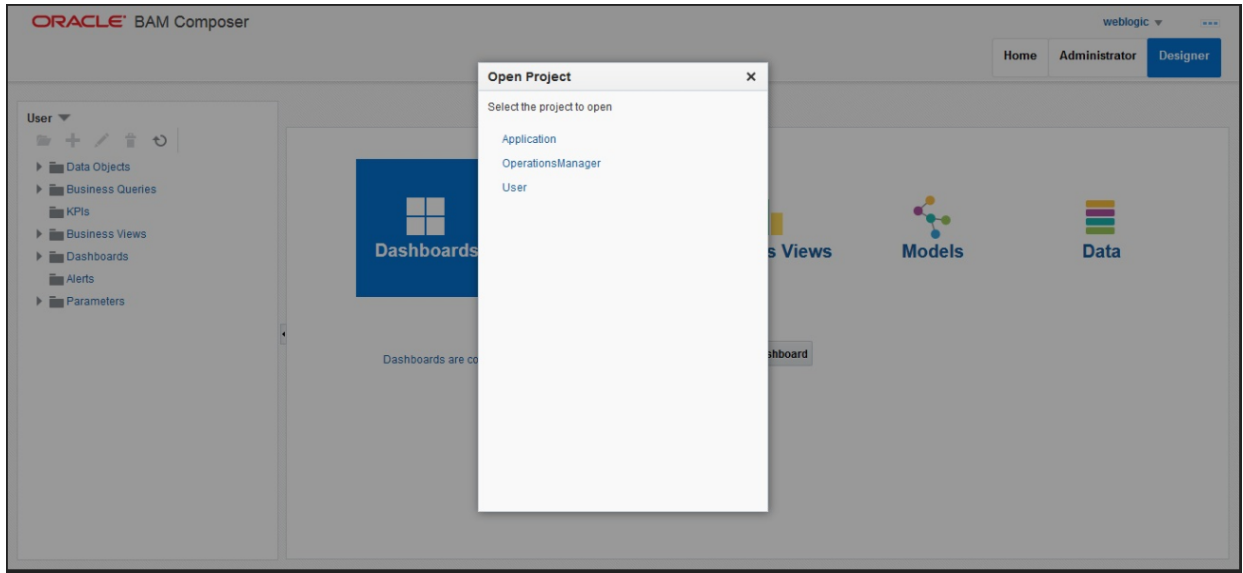 ORACLE BAM Composer
weblogic
Home
Administrator
Designer
Open Project
Select the project to open
Application
OperationsManager
User
User
Data Objects
Business Queries
KPIs
Business Views
Dashboards
Alerts
Parameters
Dashboards
s Views
Models
Data
Dashboards are co
shboard